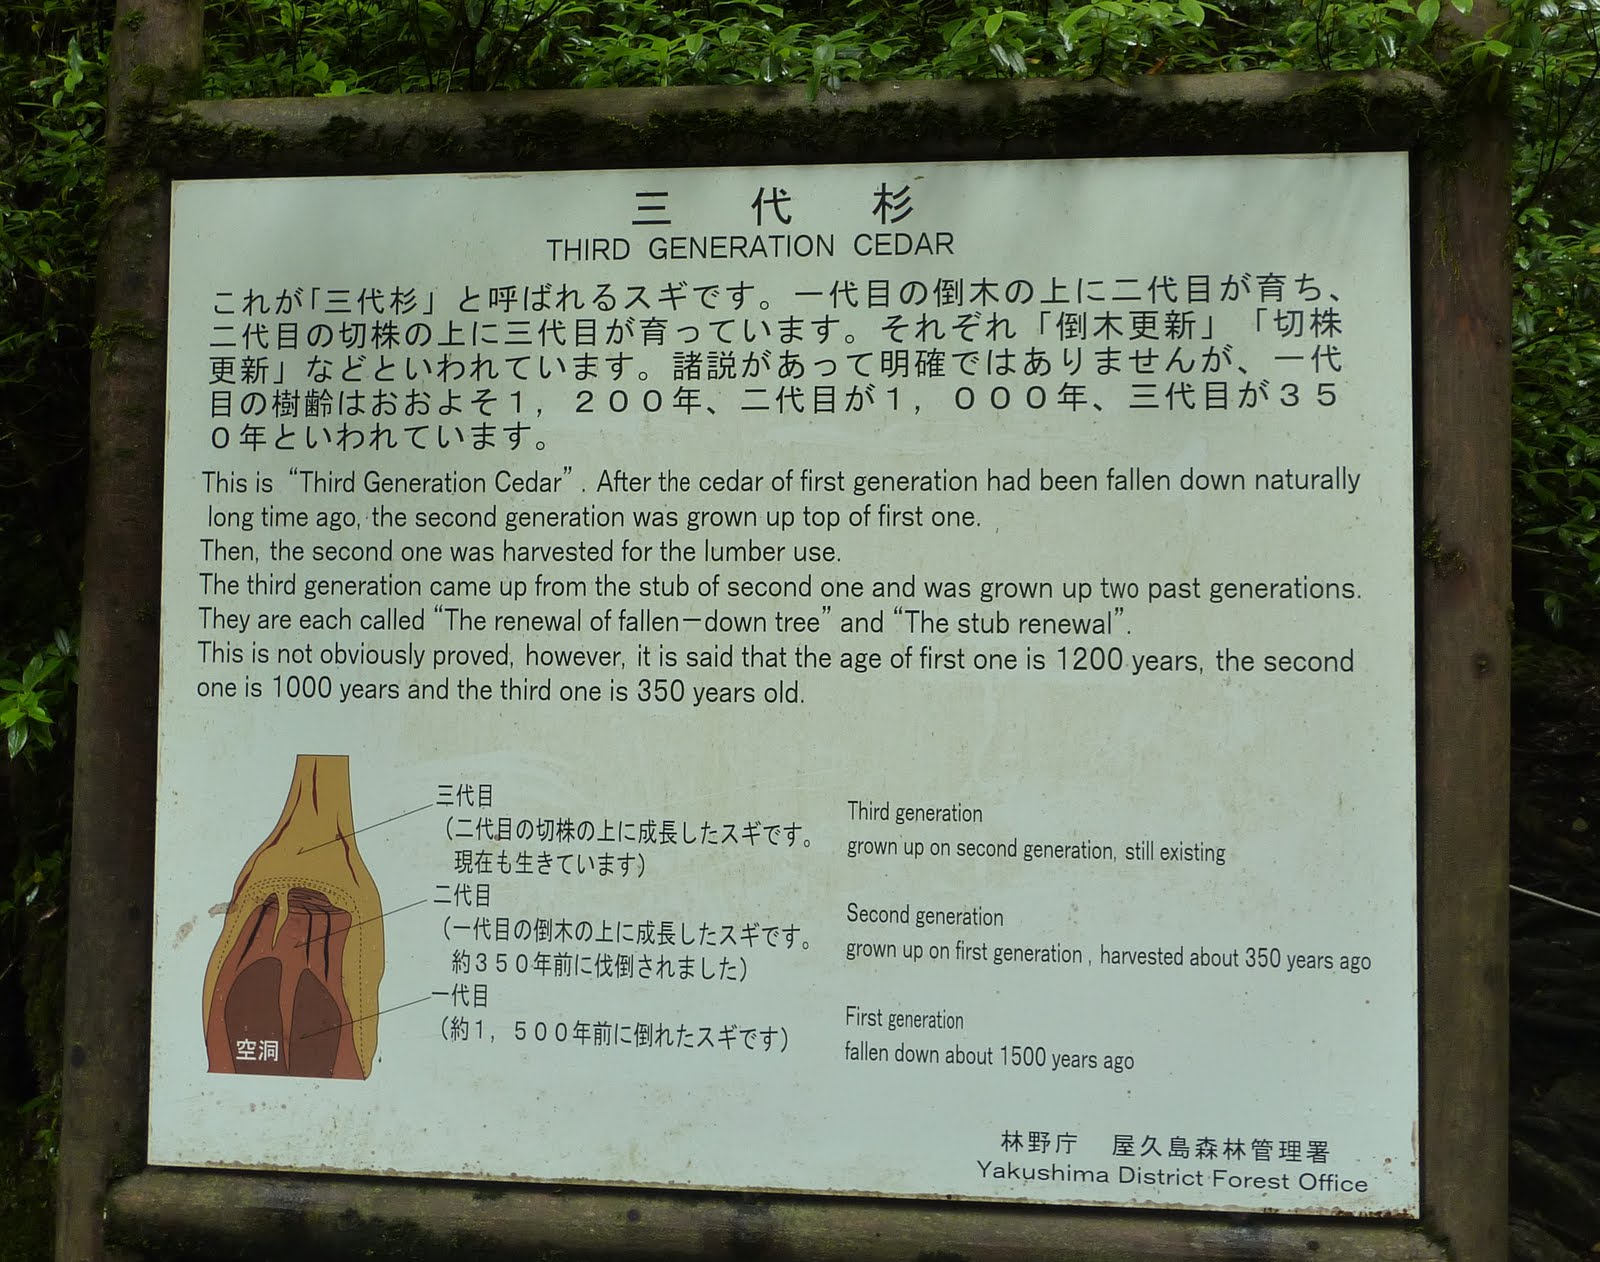 三 代 杉
THIRD GENERATION CEDAR
これが「三代杉」と呼ばれるスギです。一代目の倒木の上に二代目が育ち、
二代目の切株の上に三代目が育っています。それぞれ「倒木更新」「切株
更新」などといわれています。諸説があって明確ではありませんが、一代
目の樹齢はおおよそ１，２００年、二代目が１，０００年、三代目が３５
０年といわれています。
This is “Third Generation Cedar” . After the cedar of first generation had been fallen down naturally
long time ago, the second generation was grown up top of first one.
Then, the second one was harvested for the lumber use.
The third generation came up from the stub of second one and was grown up two past generations.
They are each called “The renewal of fallen－down tree” and “The stub renewal”.
This is not obviously proved, however, it is said that the age of first one is 1200 years, the second
one is 1000 years and the third one is 350 years old.
三代目
（二代目の切株の上に成長したスギです。
現在も生きています）
二代目
（一代目の倒木の上に成長したスギです。
約３５０年前に伐倒されました）
一代目
（約１，５００年前に倒れたスギです）
空洞
Third generation
grown up on second generation, still existing
Second generation
grown up on first generation , harvested about 350 years ago
First generation
fallen down about 1500 years ago
林野庁 屋久島森林管理署
Yakushima District Forest Office